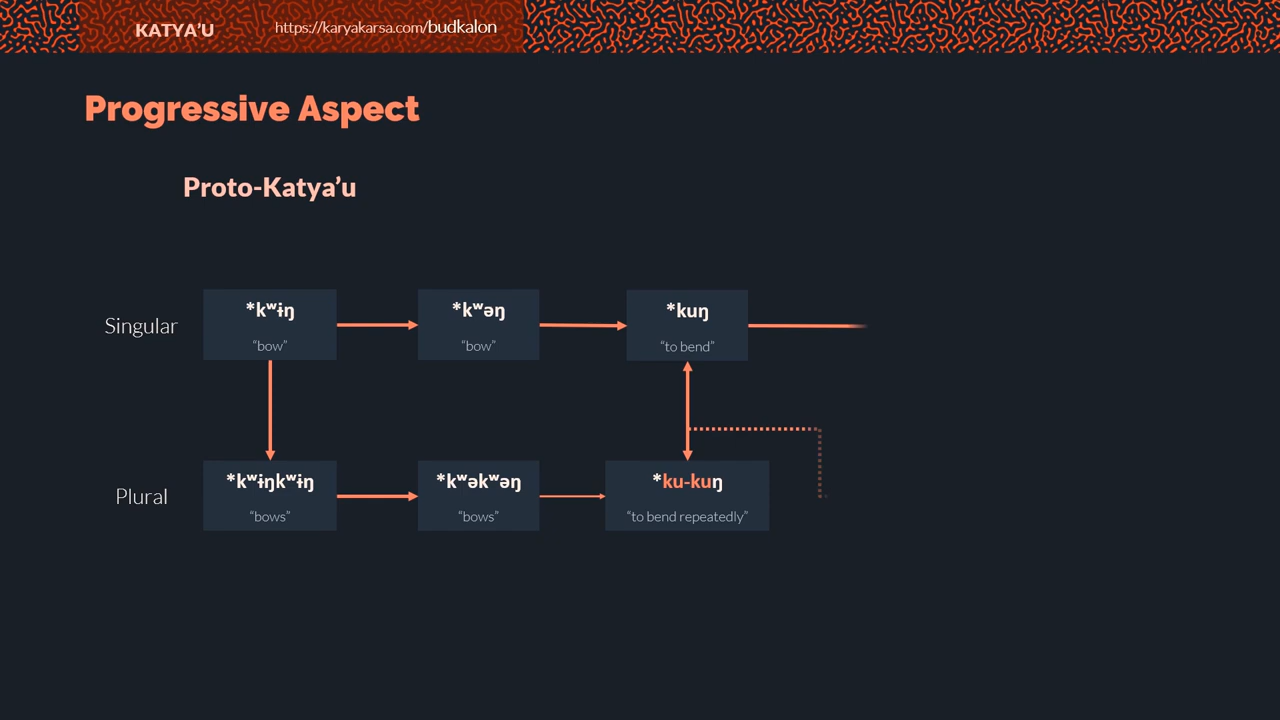 KATYA’U
https://karyakarsa.com/budkalon
Progressive Aspect
Proto-Katya’u
Singular
*kʷɨŋ
“bow”
*kʷəŋ
“bow”
*kuŋ
“to bend”
Plural
*kʷɨŋkʷɨŋ
“bows”
*kʷəkʷəŋ
“bows”
*ku-kuŋ
“to bend repeatedly”